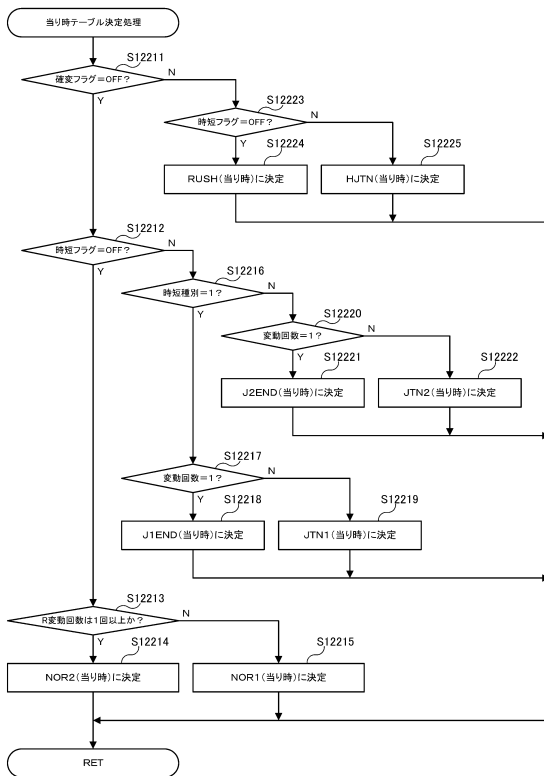 当り時テーブル決定処理
S12211
確変フラグ=OFF?
N
Y
S12223
時短フラグ=OFF?
N
Y
S12224
RUSH(当り時)に決定
S12225
HJTN(当り時)に決定
S12212
時短フラグ=OFF?
N
Y
S12216
時短種別=1?
N
Y
S12220
変動回数=1?
N
Y
S12221
J2END(当り時)に決定
S12222
JTN2(当り時)に決定
S12217
変動回数=1?
N
Y
S12218
J1END(当り時)に決定
S12219
JTN1(当り時)に決定
S12213
R変動回数は1回以上か?
N
Y
S12214
NOR2(当り時)に決定
S12215
NOR1(当り時)に決定
RET